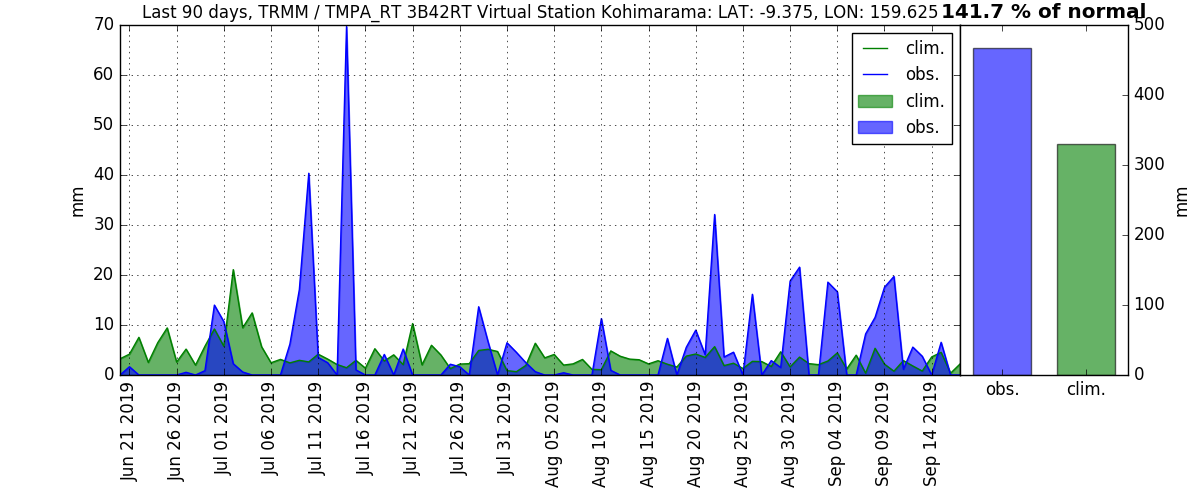 Last 90 days, TRMM / TMPA_RT 3B42RT Virtual Station Kohimarama: LAT: -9.375, LON: 159.625 141.7 % of normal
70
60
50
40
30
20
10
0
mm
clim.
obs.
clim.
obs.
500
400
300
200
100
0
mm
Jun 21 2019
Jun 26 2019
Jul 01 2019
Jul 06 2019
Jul 11 2019
Jul 16 2019
Jul 21 2019
Jul 26 2019
Jul 31 2019
Aug 05 2019
Aug 10 2019
Aug 15 2019
Aug 20 2019
Aug 25 2019
Aug 30 2019
Sep 04 2019
Sep 09 2019
Sep 14 2019
obs.
clim.